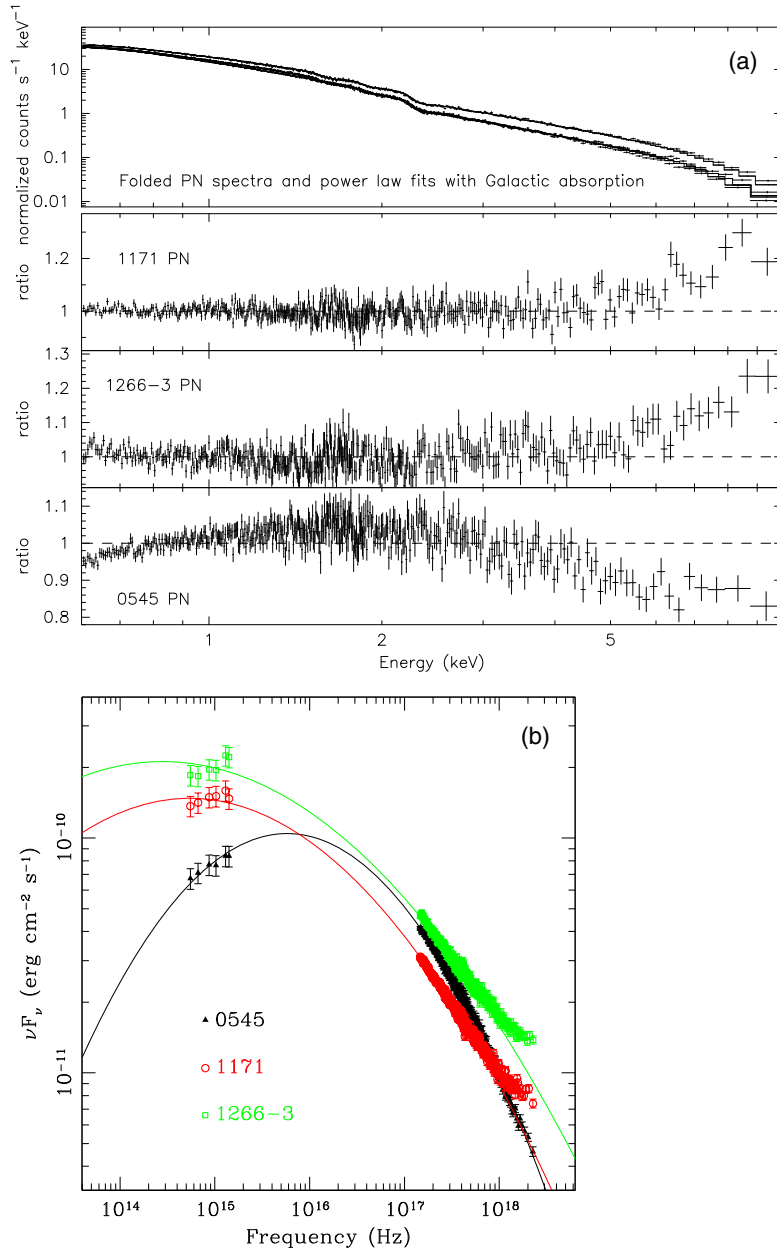 (a)
normalized counts s⁻¹ keV⁻¹
10
1
0.1
0.01
Folded PN spectra and power law fits with Galactic absorption
ratio
1.2
1
1171 PN
ratio
1.3
1.2
1.1
1
1266-3 PN
ratio
1.1
1
0.9
0.8
0545 PN
1
2
5
Energy (keV)
(b)
νFν (erg cm⁻² s⁻¹)
10⁻¹⁰
10⁻¹¹
0545
1171
1266-3
10¹⁴
10¹⁵
10¹⁶
10¹⁷
10¹⁸
Frequency (Hz)